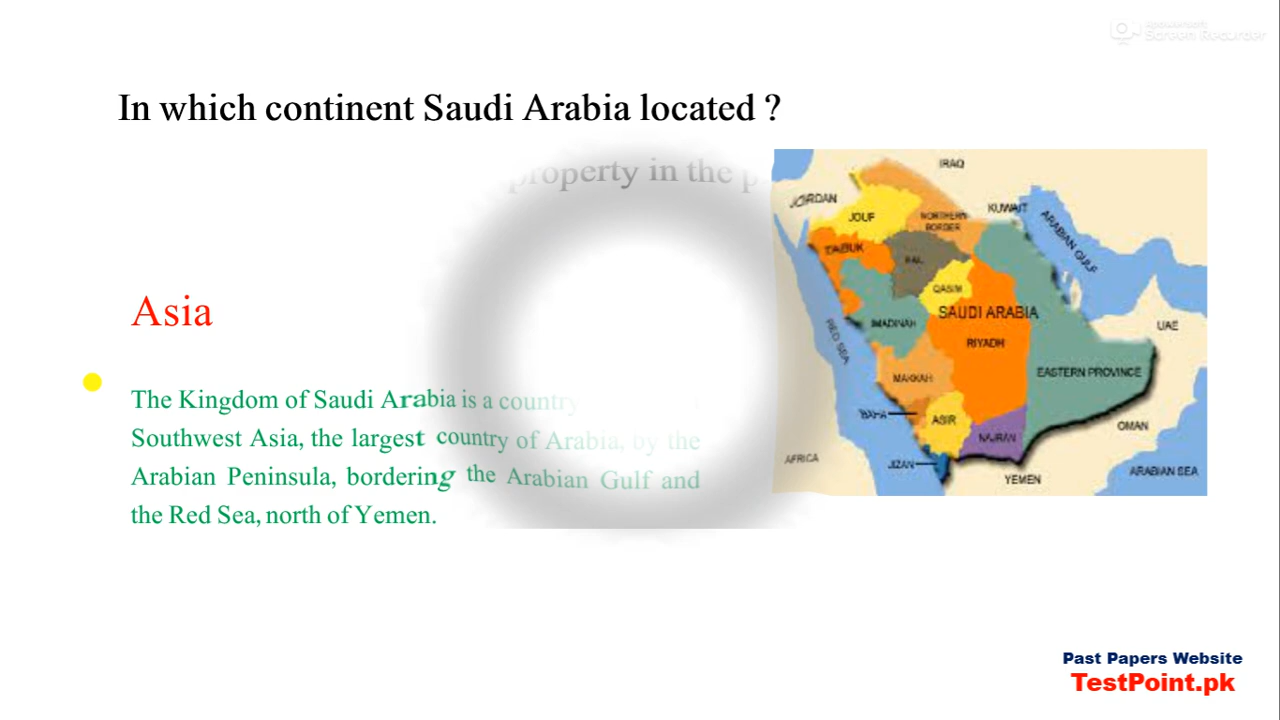 Apowersoft
Screen Recorder
In which continent Saudi Arabia located ?
property in the
IRAQ
JORDAN
KUWAIT
JOUF
NORTHERN
BORDER
ARABIAN GULF
TABUK
HAIL
QASIM
SAUDI ARABIA
MADINAH
RED SEA
UAE
RIYADH
EASTERN PROVINCE
MAKKAH
BAHA
ASIR
NAJRAN
OMAN
AFRICA
JIZAN
YEMEN
ARABIAN SEA
Asia
The Kingdom of Saudi Arabia is a country
Southwest Asia, the largest country of Arabia, by the
Arabian Peninsula, bordering the Arabian Gulf and
the Red Sea, north of Yemen.
Past Papers Website
TestPoint.pk